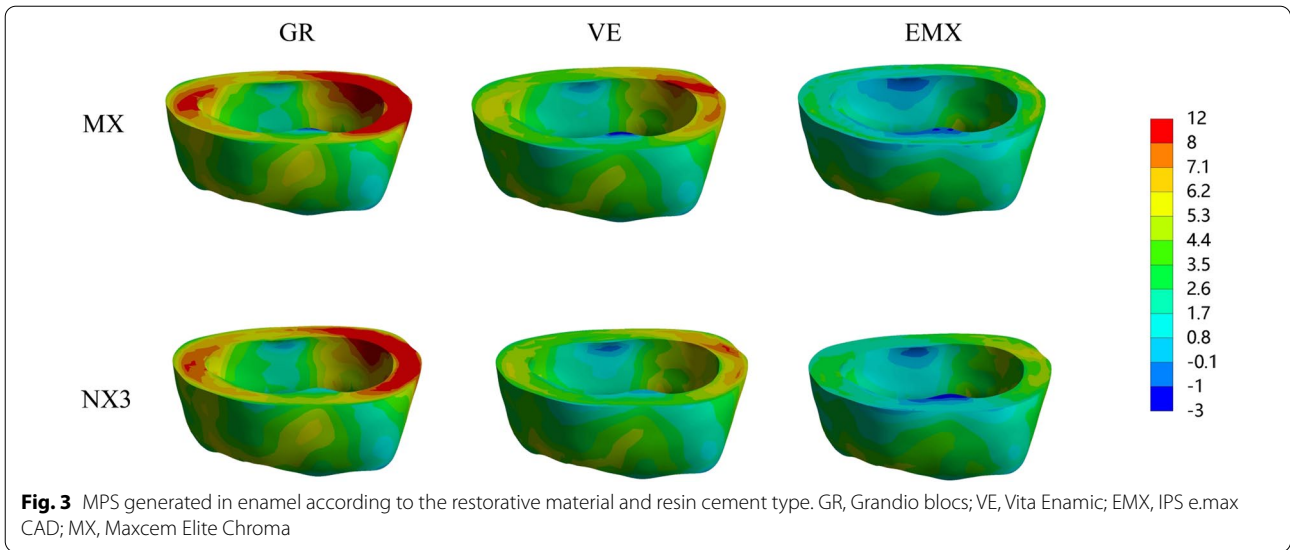 GR VE EMX
MX
12
8
7.1
6.2
5.3
4.4
3.5
2.6
1.7
0.8
-0.1
-1
-3
NX3
Fig. 3 MPS generated in enamel according to the restorative material and resin cement type. GR, Grandio blocs; VE, Vita Enamic; EMX, IPS e.max
CAD; MX, Maxcem Elite Chroma